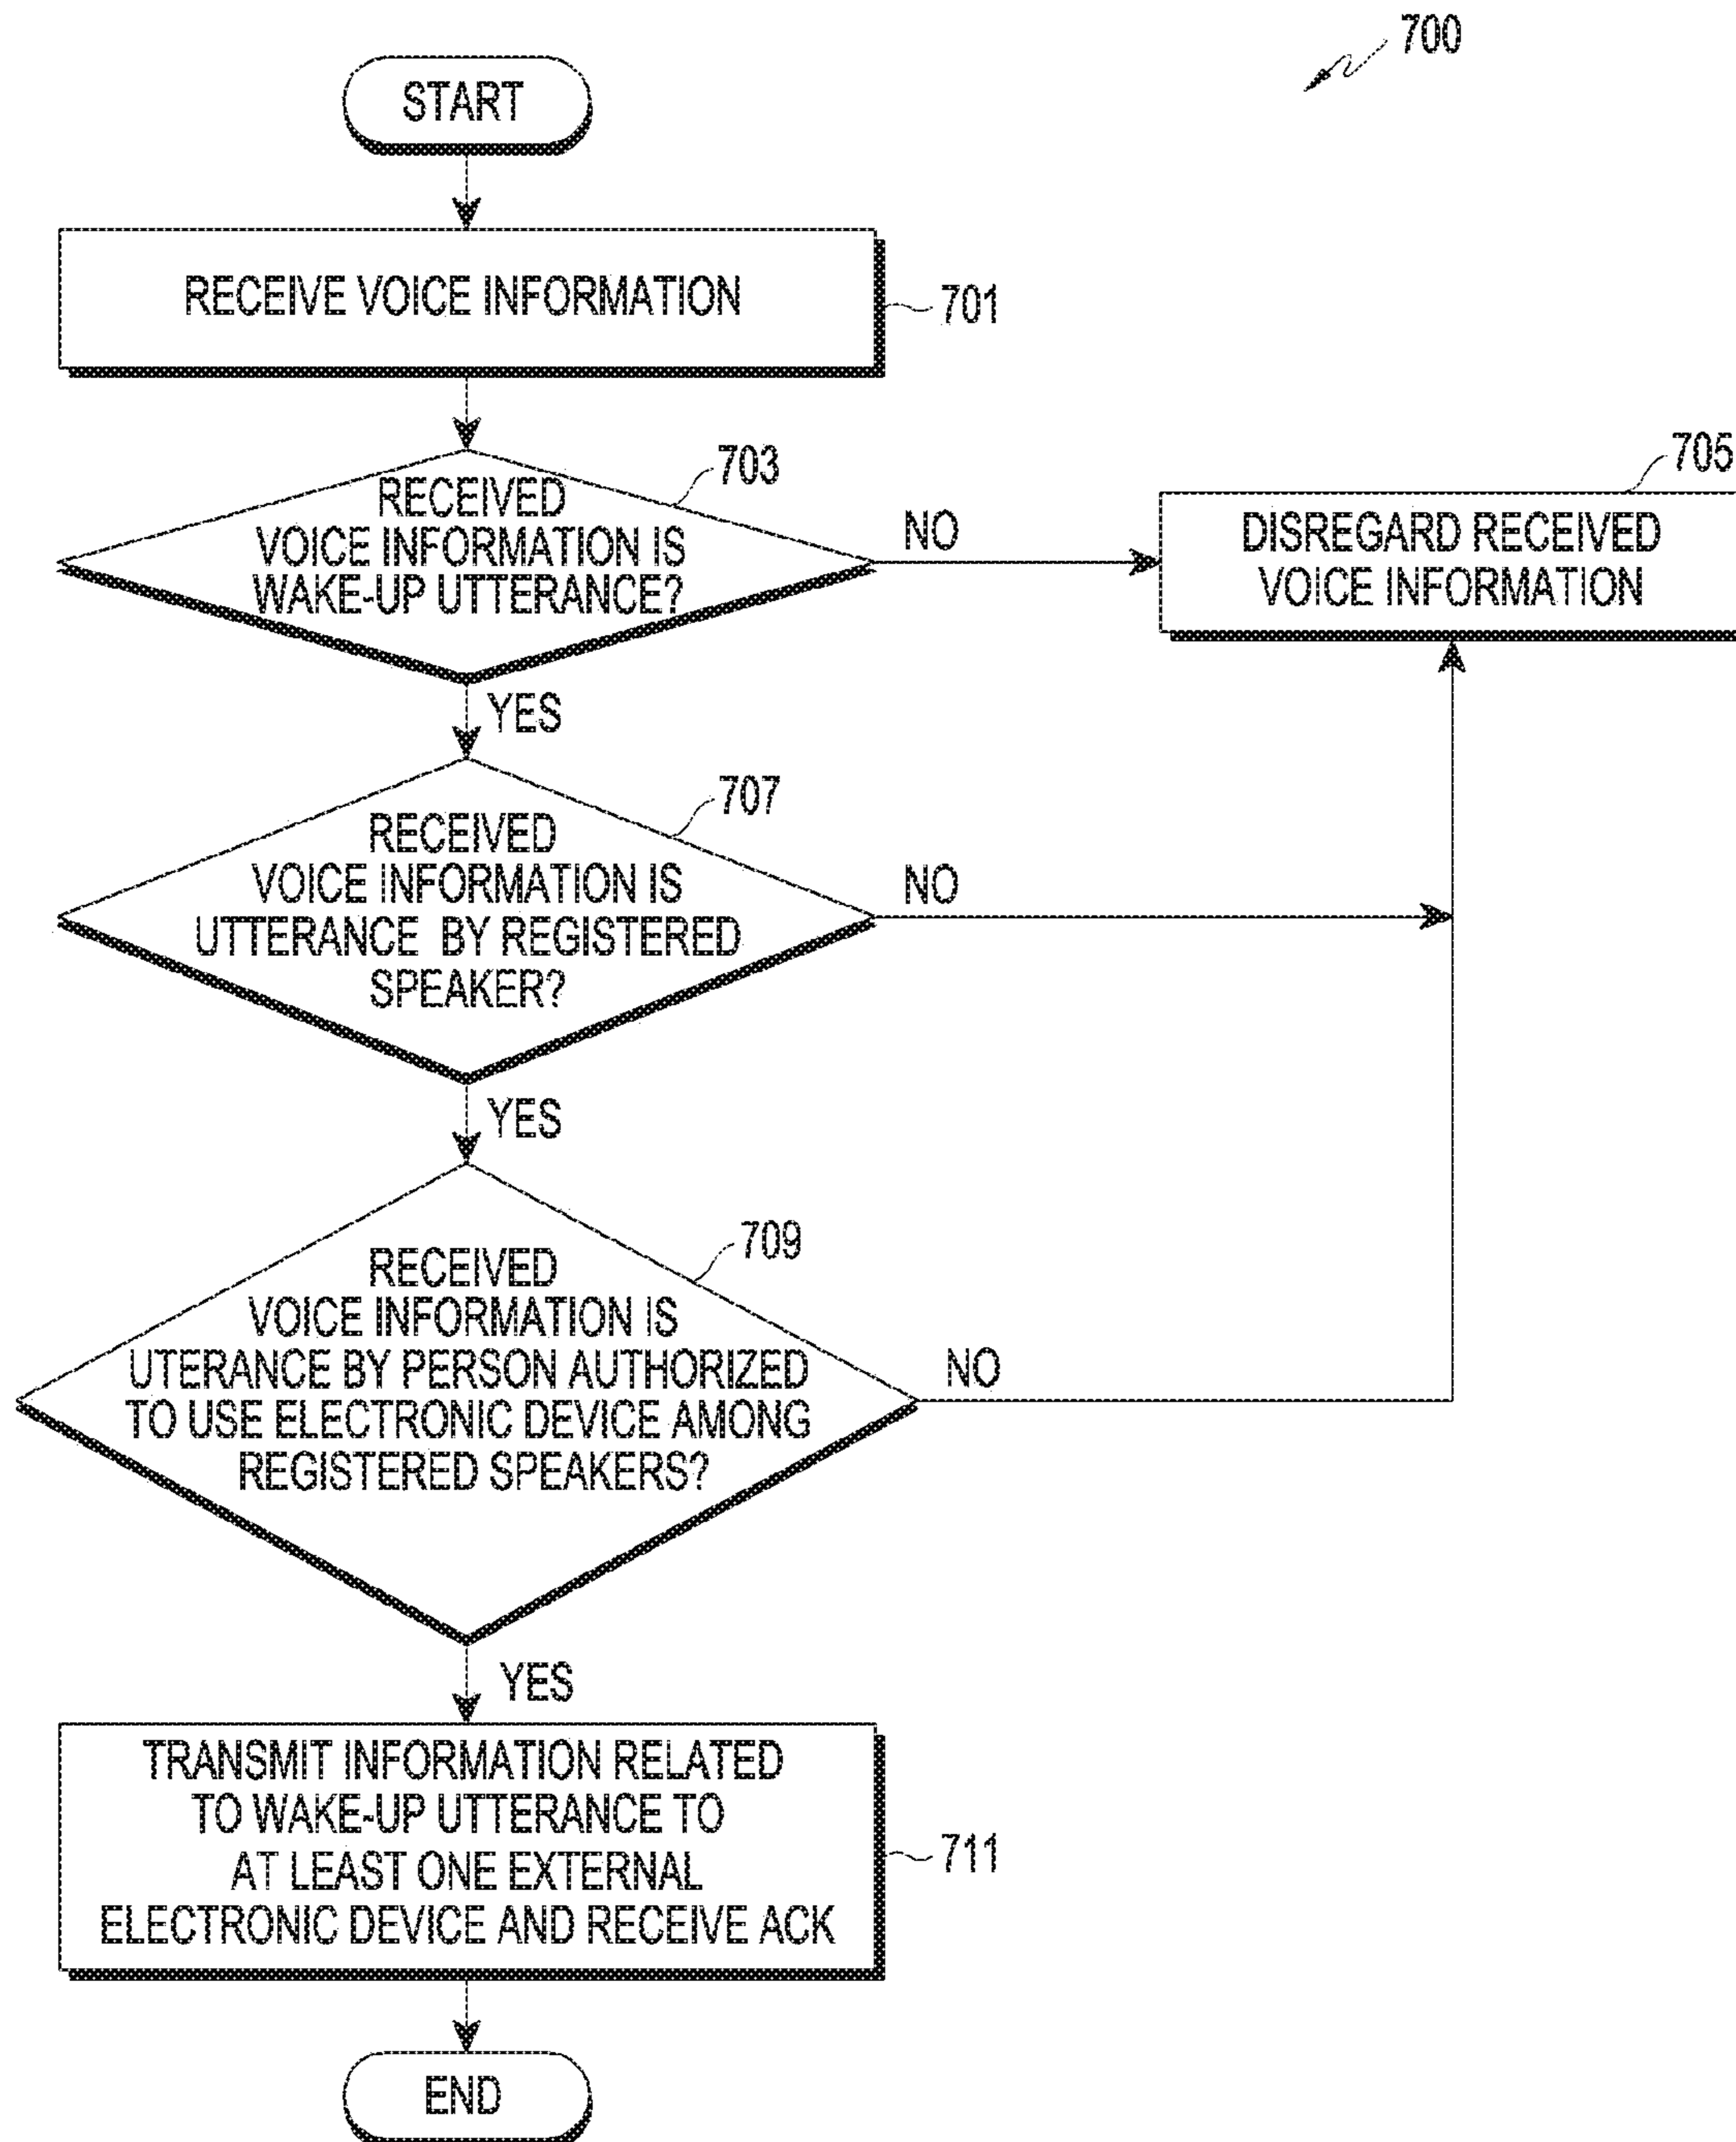 700
START
RECEIVE VOICE INFORMATION
701
703
RECEIVED
VOICE INFORMATION IS
WAKE-UP UTTERANCE?
NO
705
DISREGARD RECEIVED
VOICE INFORMATION
YES
707
RECEIVED
VOICE INFORMATION IS
UTTERANCE BY REGISTERED
SPEAKER?
NO
YES
709
RECEIVED
VOICE INFORMATION IS
UTERANCE BY PERSON AUTHORIZED
TO USE ELECTRONIC DEVICE AMONG
REGISTERED SPEAKERS?
NO
YES
TRANSMIT INFORMATION RELATED
TO WAKE-UP UTTERANCE TO
AT LEAST ONE EXTERNAL
ELECTRONIC DEVICE AND RECEIVE ACK
711
END